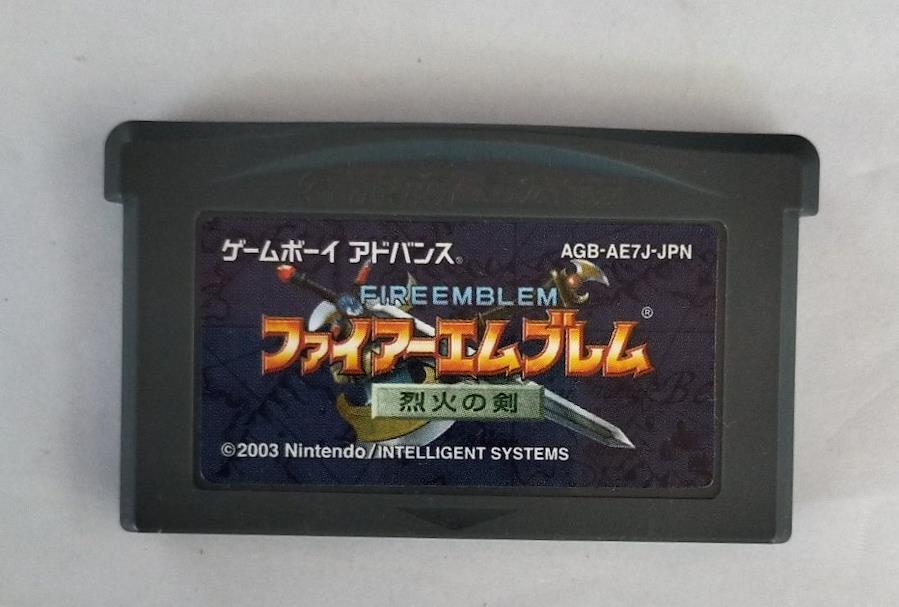 ゲームボーイ アドバンス®
AGB-AE7J-JPN
FIREEMBLEM
ファイアーエムブレム®
烈火の剣
©2003 Nintendo/INTELLIGENT SYSTEMS